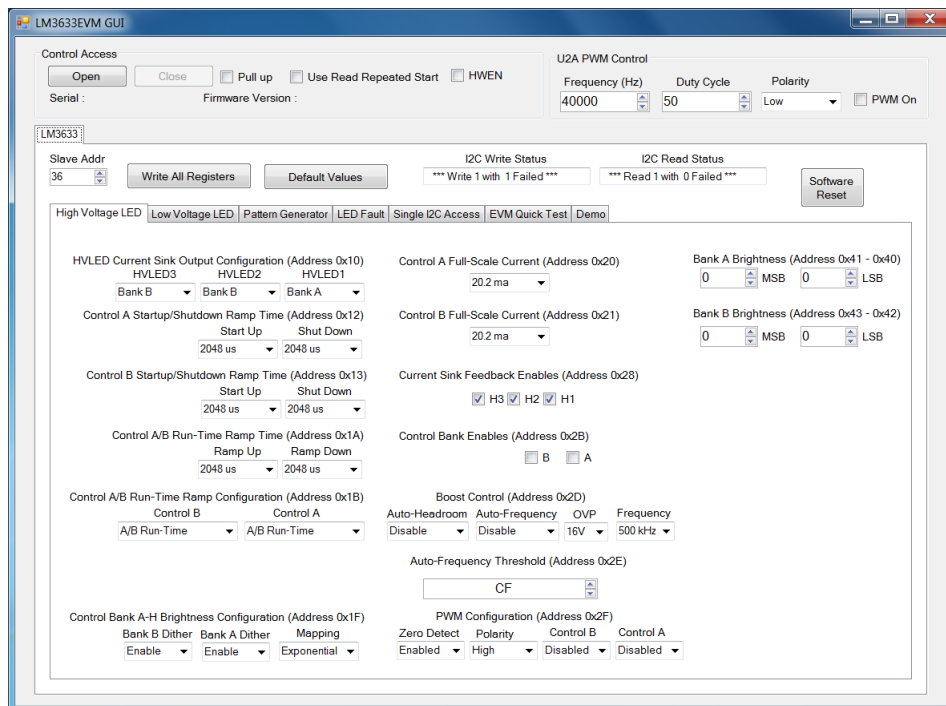 LM3633EVM GUI
Control Access
Open Close Pull up Use Read Repeated Start HWEN
Serial : Firmware Version :
U2A PWM Control
Frequency (Hz) Duty Cycle Polarity
40000 50 Low PWM On
LM3633
Slave Addr
36
Write All Registers Default Values
I2C Write Status I2C Read Status
*** Write 1 with 1 Failed *** *** Read 1 with 0 Failed ***
Software
Reset
High Voltage LED Low Voltage LED Pattern Generator LED Fault Single I2C Access EVM Quick Test Demo
HVLED Current Sink Output Configuration (Address 0x10)
HVLED3 HVLED2 HVLED1
Bank B Bank B Bank A
Control A Startup/Shutdown Ramp Time (Address 0x12)
Start Up Shut Down
2048 us 2048 us
Control B Startup/Shutdown Ramp Time (Address 0x13)
Start Up Shut Down
2048 us 2048 us
Control A/B Run-Time Ramp Time (Address 0x1A)
Ramp Up Ramp Down
2048 us 2048 us
Control A/B Run-Time Ramp Configuration (Address 0x1B)
Control B Control A
A/B Run-Time A/B Run-Time
Control Bank A-H Brightness Configuration (Address 0x1F)
Bank B Dither Bank A Dither Mapping
Enable Enable Exponential
Control A Full-Scale Current (Address 0x20)
20.2 ma
Control B Full-Scale Current (Address 0x21)
20.2 ma
Current Sink Feedback Enables (Address 0x28)
H3 H2 H1
Control Bank Enables (Address 0x2B)
B A
Boost Control (Address 0x2D)
Auto-Headroom Auto-Frequency OVP Frequency
Disable Disable 16V 500 kHz
Auto-Frequency Threshold (Address 0x2E)
CF
PWM Configuration (Address 0x2F)
Zero Detect Polarity Control B Control A
Enabled High Disabled Disabled
Bank A Brightness (Address 0x41 - 0x40)
0 MSB 0 LSB
Bank B Brightness (Address 0x43 - 0x42)
0 MSB 0 LSB